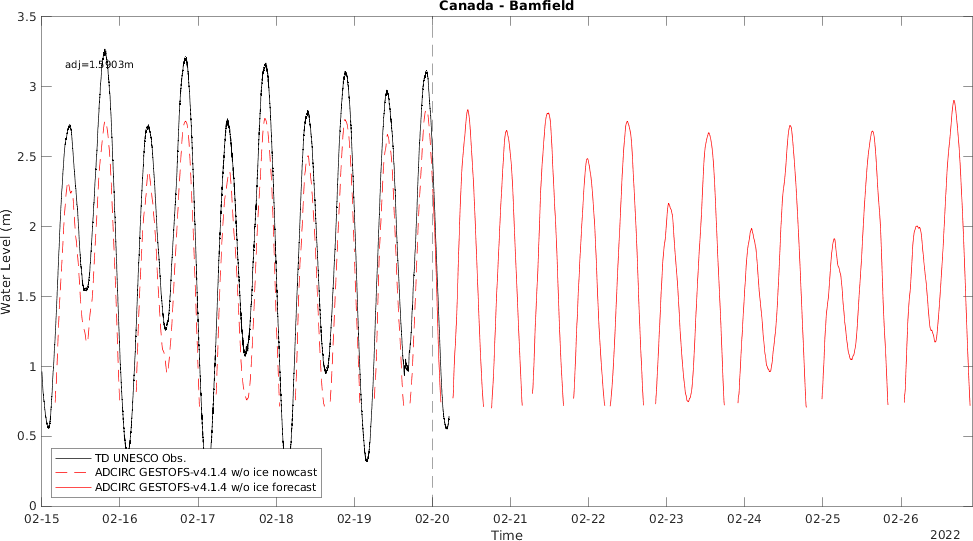 Canada - Bamfield
3.5
adj=1.5903m
3
2.5
2
1.5
1
0.5
0
Water Level (m)
TD UNESCO Obs.
ADCIRC GESTOFS-v4.1.4 w/o ice nowcast
ADCIRC GESTOFS-v4.1.4 w/o ice forecast
02-15 02-16 02-17 02-18 02-19 02-20 02-21 02-22 02-23 02-24 02-25 02-26
Time
2022